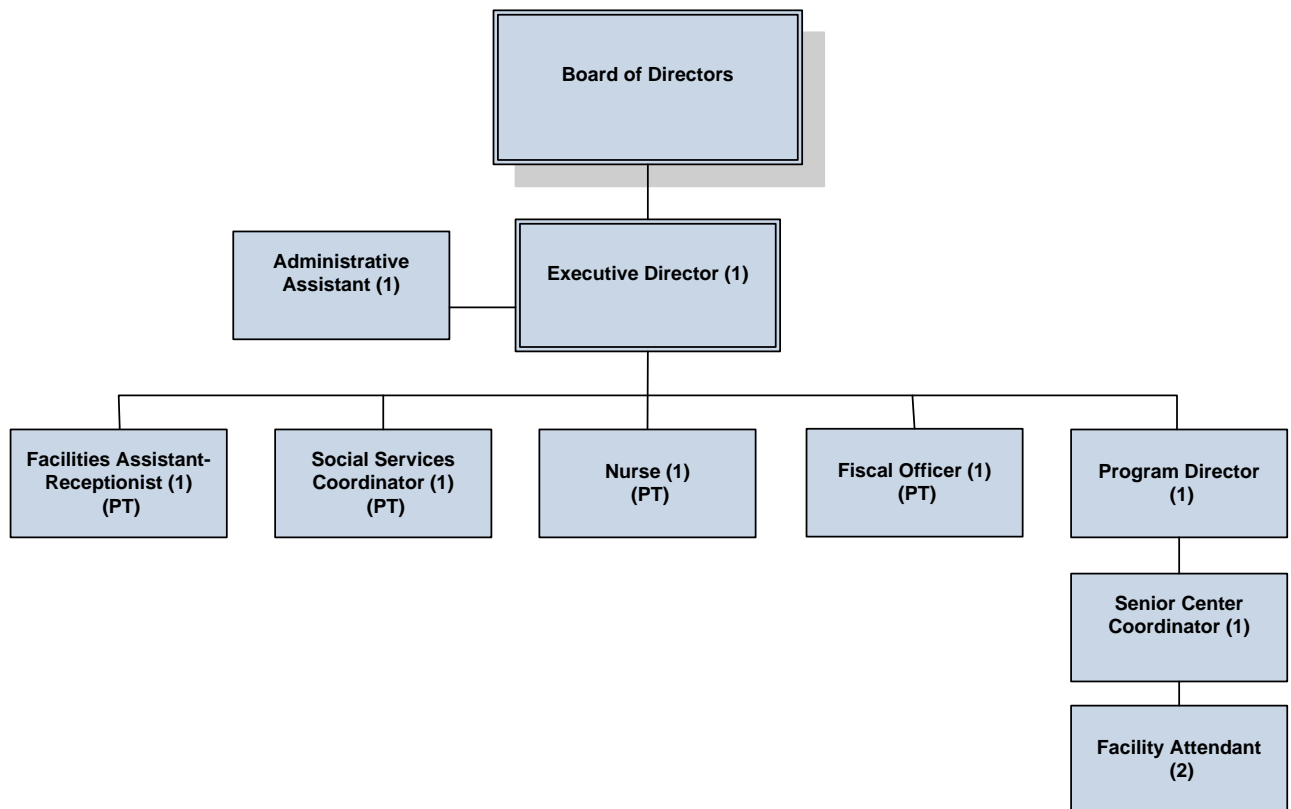 Board of Directors
Administrative
Assistant (1)
Executive Director (1)
Facilities Assistant-
Receptionist (1)
(PT)
Social Services
Coordinator (1)
(PT)
Nurse (1)
(PT)
Fiscal Officer (1)
(PT)
Program Director
(1)
Senior Center
Coordinator (1)
Facility Attendant
(2)